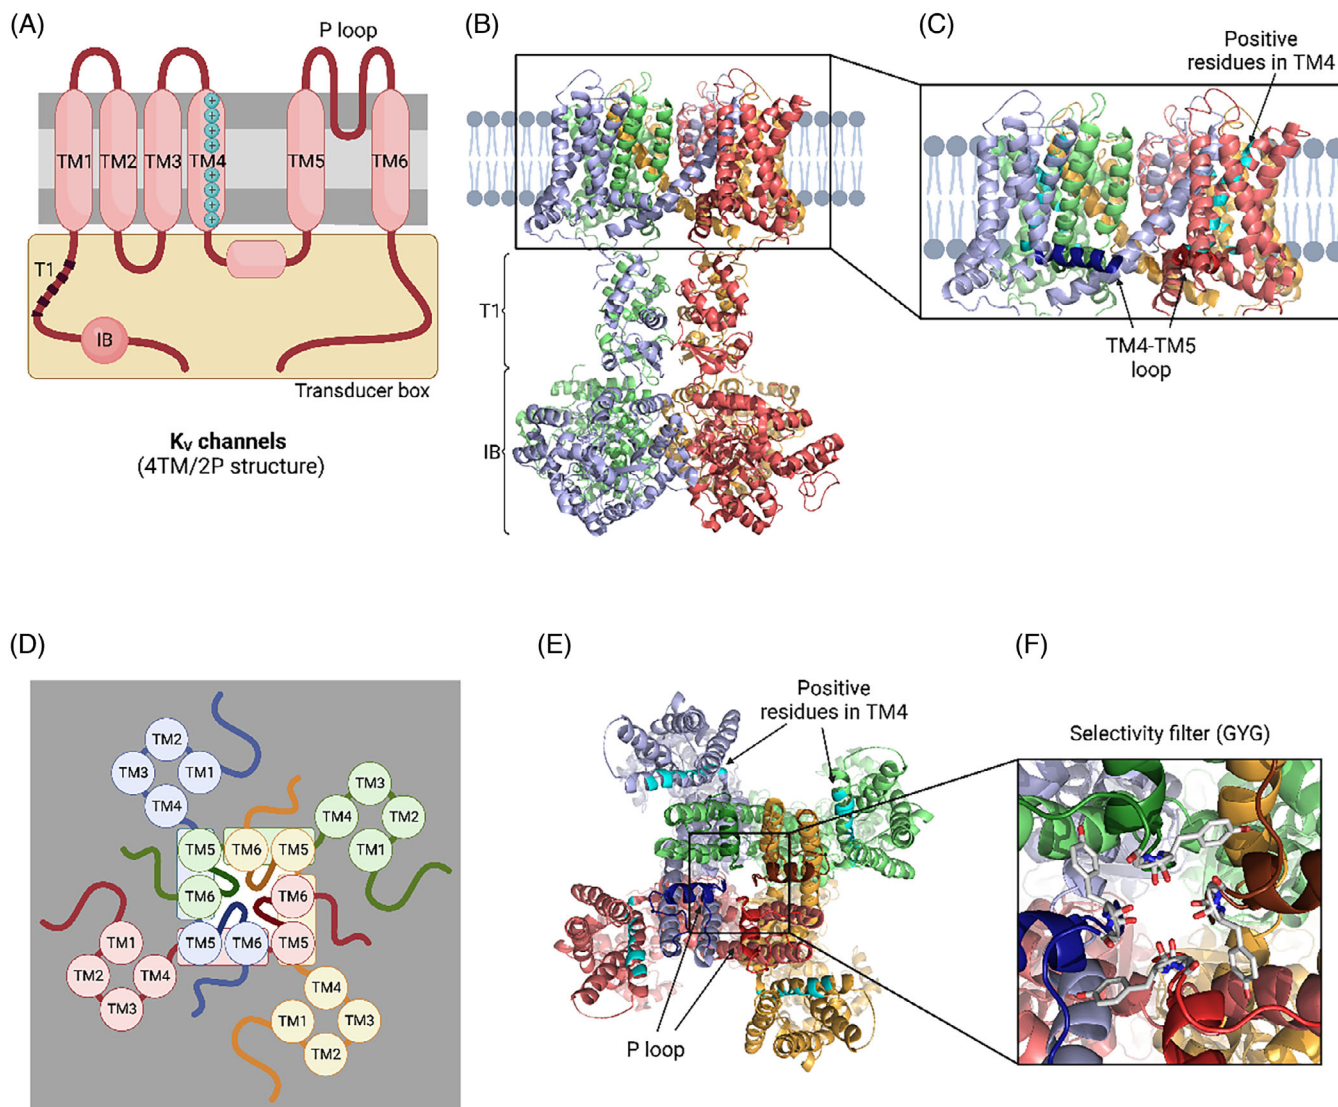 (A)
P loop
TM1
TM2
TM3
TM4
TM5
TM6
+
+
+
+
+
+
+
+
T1
IB
Transducer box
Kv channels
(4TM/2P structure)
(B)
T1
IB
(C)
Positive
residues in TM4
TM4-TM5
loop
(D)
TM2
TM3
TM1
TM4
TM3
TM4
TM2
TM1
TM5
TM6
TM5
TM6
TM6
TM5
TM6
TM5
TM1
TM2
TM4
TM3
TM4
TM1
TM3
TM2
(E)
Positive
residues in TM4
P loop
(F)
Selectivity filter (GYG)